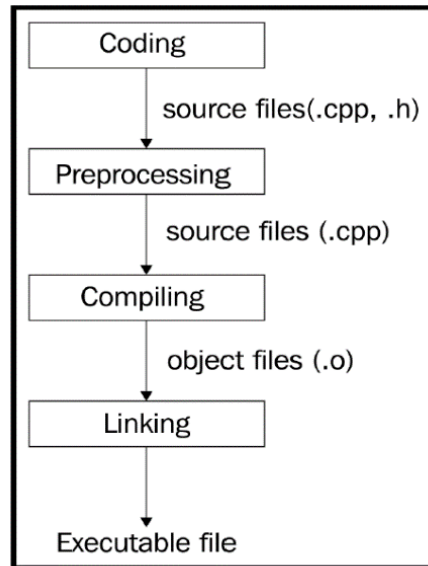 Coding
source files(.cpp, .h)
Preprocessing
source files (.cpp)
Compiling
object files (.o)
Linking
Executable file